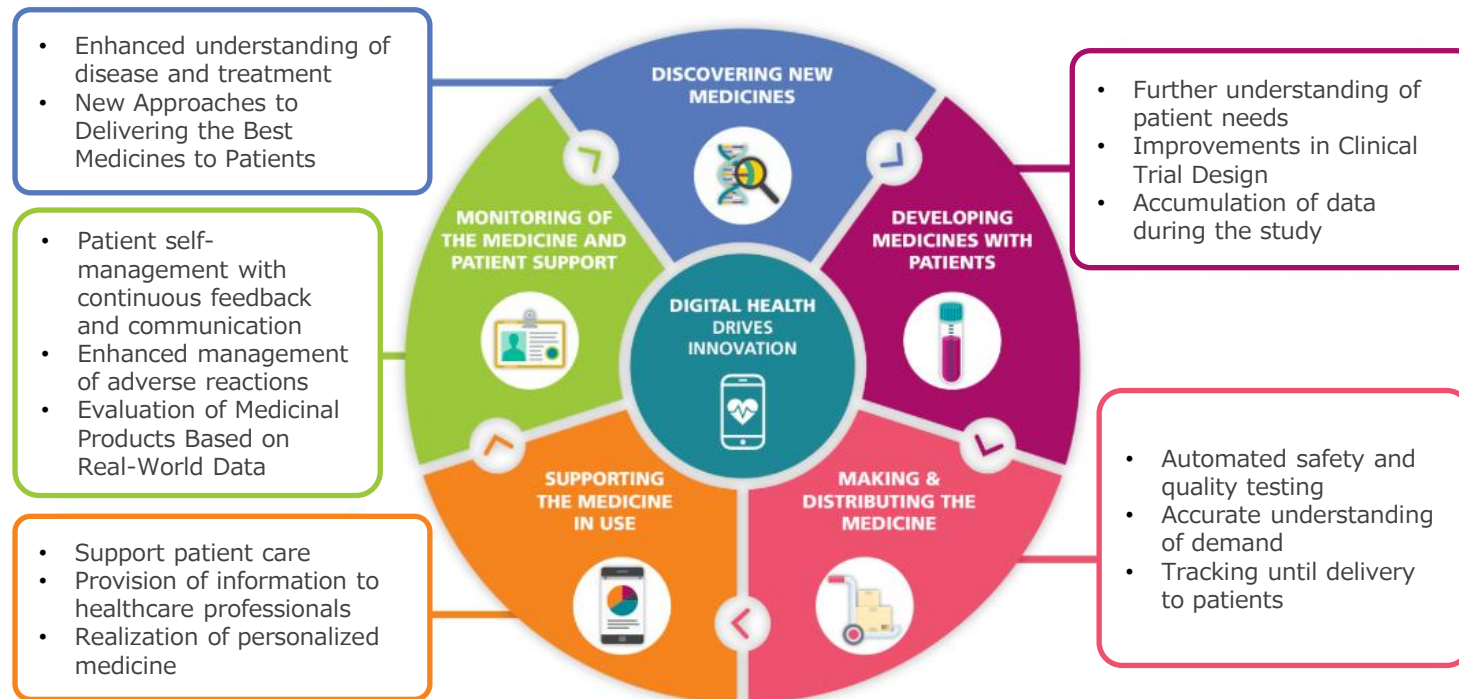 • Enhanced understanding of
disease and treatment
• New Approaches to
Delivering the Best
Medicines to Patients
DISCOVERING NEW
MEDICINES
• Further understanding of
patient needs
• Improvements in Clinical
Trial Design
• Accumulation of data
during the study
• Patient self-
management with
continuous feedback
and communication
• Enhanced management
of adverse reactions
• Evaluation of Medicinal
Products Based on
Real-World Data
MONITORING OF
THE MEDICINE AND
PATIENT SUPPORT
DEVELOPING
MEDICINES WITH
PATIENTS
DIGITAL HEALTH
DRIVES
INNOVATION
SUPPORTING
THE MEDICINE
IN USE
MAKING &
DISTRIBUTING THE
MEDICINE
• Automated safety and
quality testing
• Accurate understanding
of demand
• Tracking until delivery
to patients
• Support patient care
• Provision of information to
healthcare professionals
• Realization of personalized
medicine